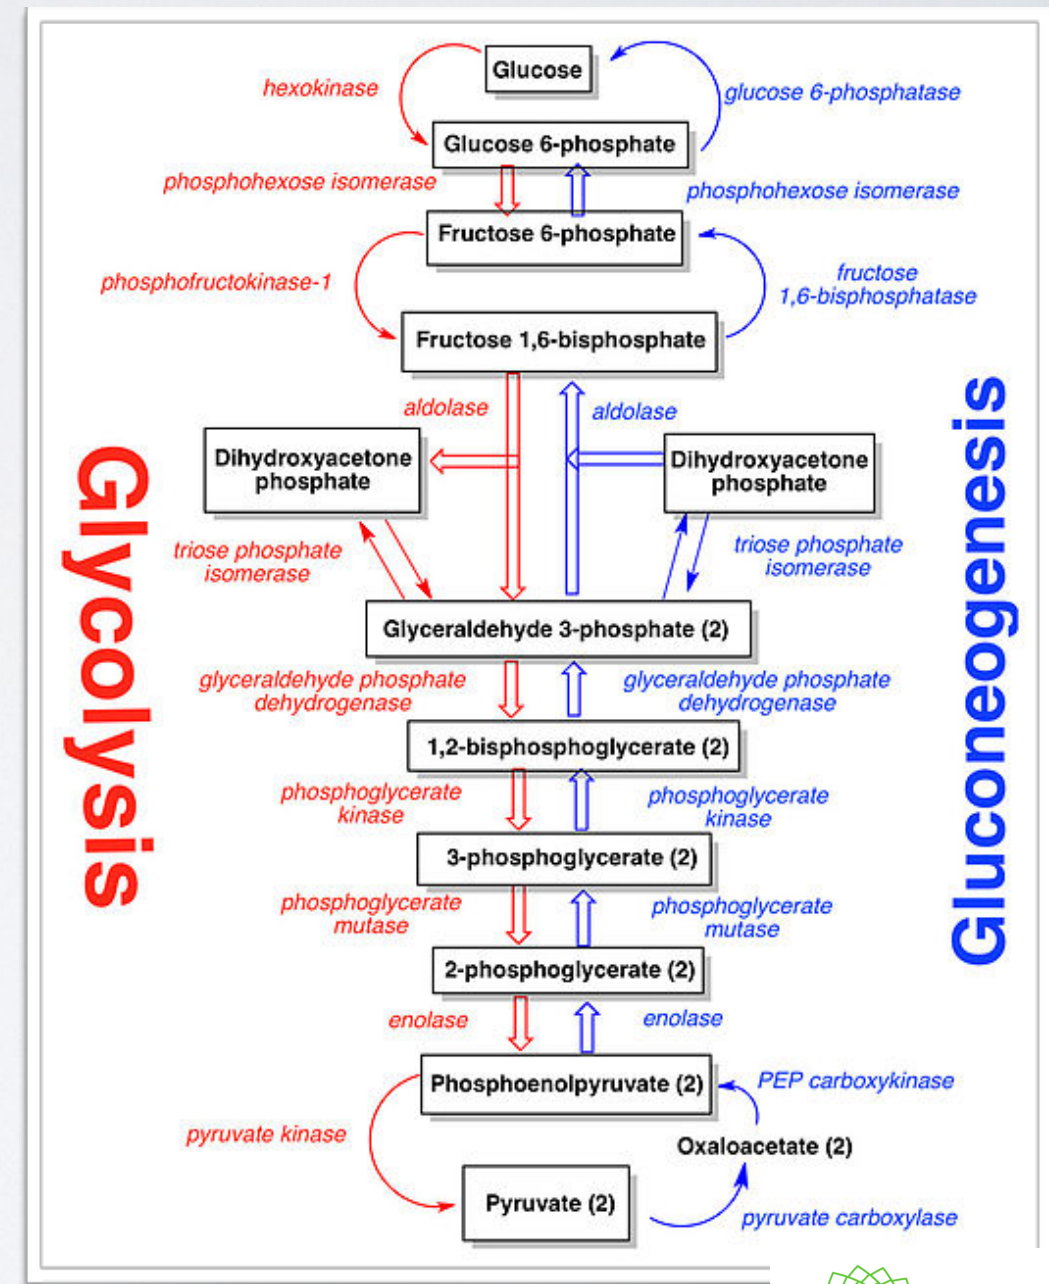 Glucose
hexokinase
glucose 6-phosphatase
Glucose 6-phosphate
phosphohexose isomerase
phosphohexose isomerase
Fructose 6-phosphate
phosphofructokinase-1
fructose
1,6-bisphosphatase
Fructose 1,6-bisphosphate
aldolase
aldolase
Dihydroxyacetone
phosphate
Dihydroxyacetone
phosphate
Glycolysis
Gluconeogenesis
triose phosphate
isomerase
triose phosphate
isomerase
Glyceraldehyde 3-phosphate (2)
glyceraldehyde phosphate
dehydrogenase
glyceraldehyde phosphate
dehydrogenase
1,2-bisphosphoglycerate (2)
phosphoglycerate
kinase
phosphoglycerate
kinase
3-phosphoglycerate (2)
phosphoglycerate
mutase
phosphoglycerate
mutase
2-phosphoglycerate (2)
enolase
enolase
Phosphoenolpyruvate (2)
PEP carboxykinase
pyruvate kinase
Oxaloacetate (2)
Pyruvate (2)
pyruvate carboxylase